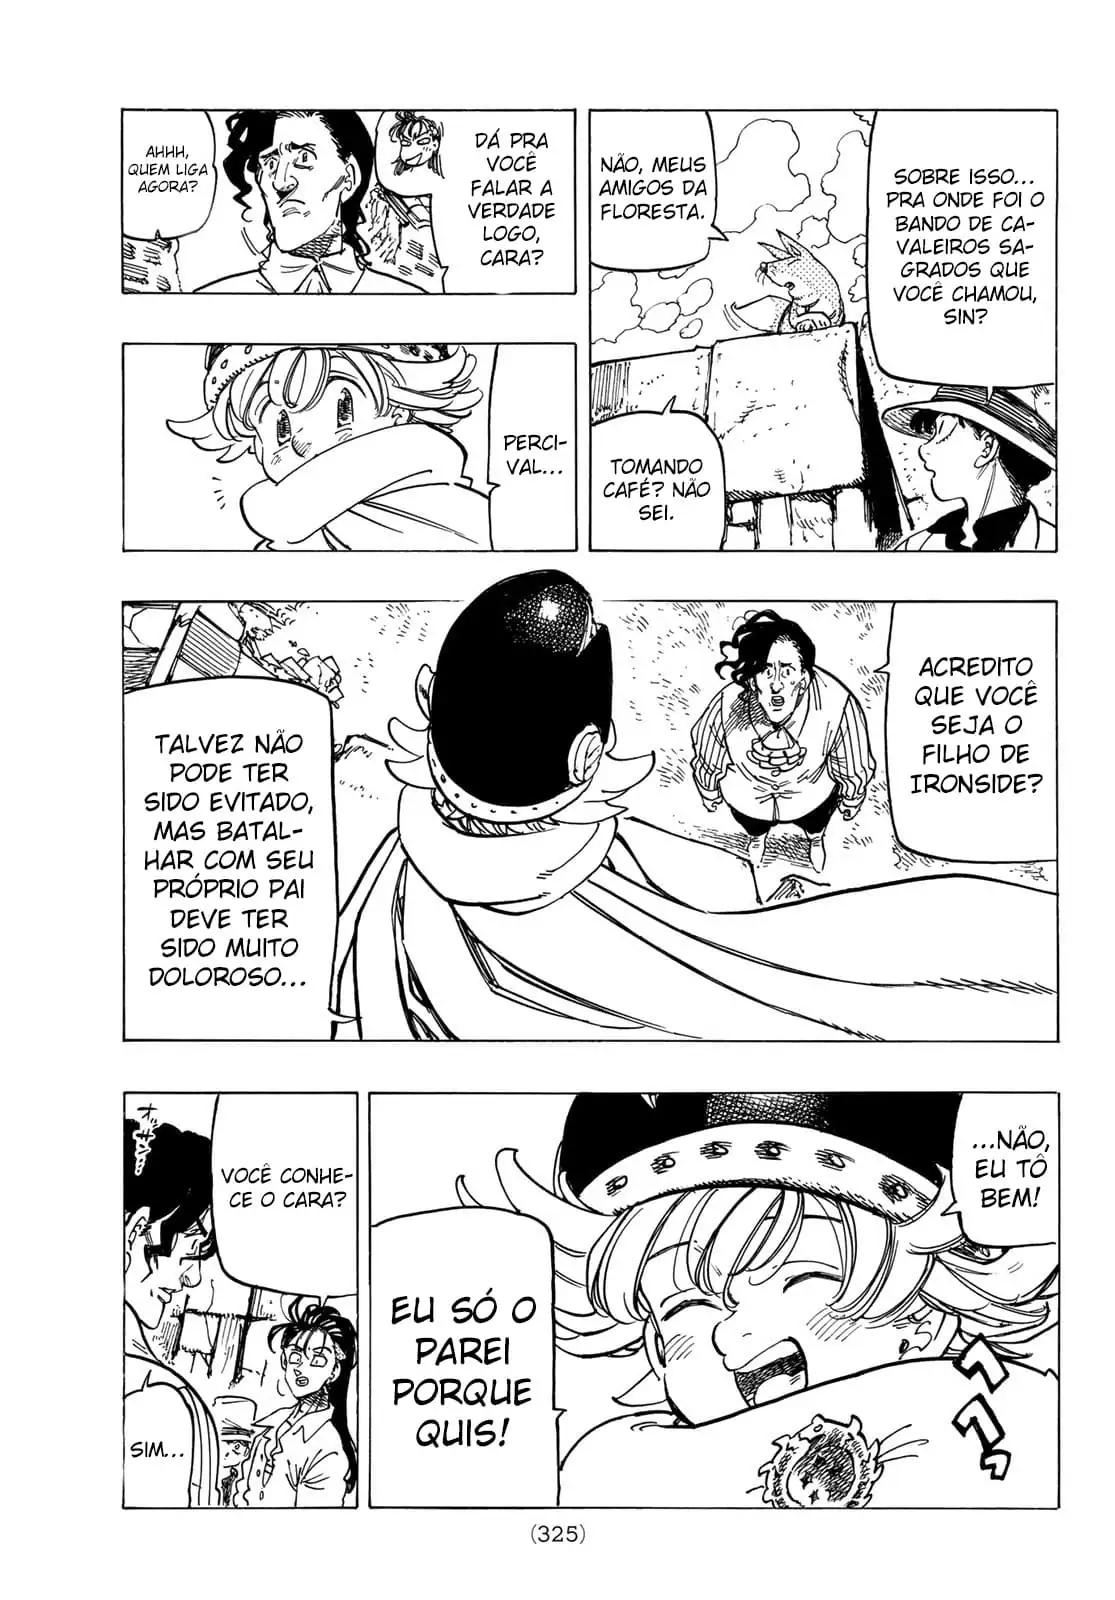 SOBRE ISSO...
PRA ONDE FOI O
BANDO DE CA-
VALEIROS SA-
GRADOS QUE
VOCÊ CHAMOU,
SIN?
NÃO, MEUS
AMIGOS DA
FLORESTA.
TOMANDO
CAFÉ? NÃO
SEI.
DÁ PRA
VOCÊ
FALAR A
VERDADE
LOGO,
CARA?
AHHH,
QUEM LIGA
AGORA?
PERCI-
VAL...
ACREDITO
QUE VOCÊ
SEJA O
FILHO DE
IRONSIDE?
TALVEZ NÃO
PODE TER
SIDO EVITADO,
MAS BATAL-
HAR COM SEU
PRÓPRIO PAI
DEVE TER
SIDO MUITO
DOLOROSO...
...NÃO,
EU TÔ
BEM!
EU SÓ O
PAREI
PORQUE
QUIS!
VOCÊ CONHE-
CE O CARA?
SIM...
(325)